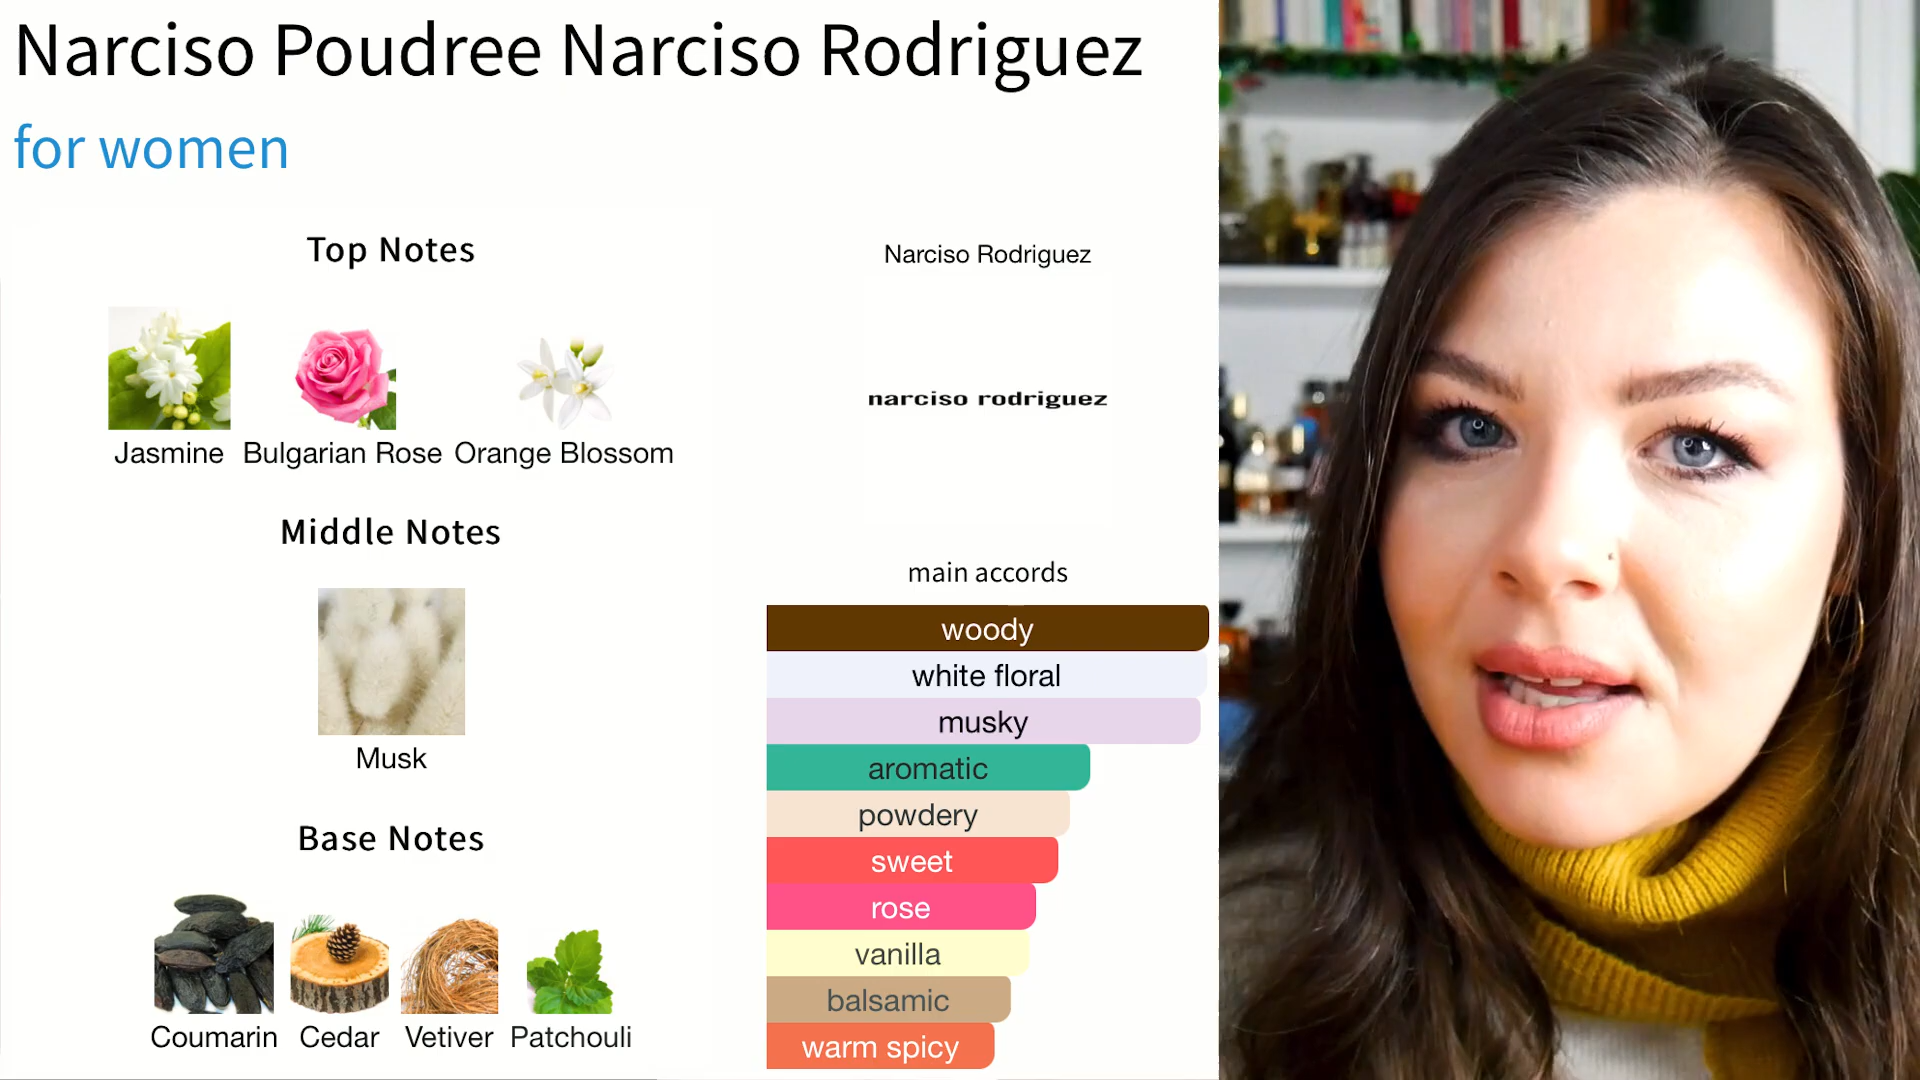 Narciso Poudree Narciso Rodriguez
for women
Top Notes
Jasmine Bulgarian Rose Orange Blossom
Middle Notes
Musk
Base Notes
Coumarin Cedar Vetiver Patchouli
Narciso Rodriguez
narciso rodriguez
main accords
woody
white floral
musky
aromatic
powdery
sweet
rose
vanilla
balsamic
warm spicy